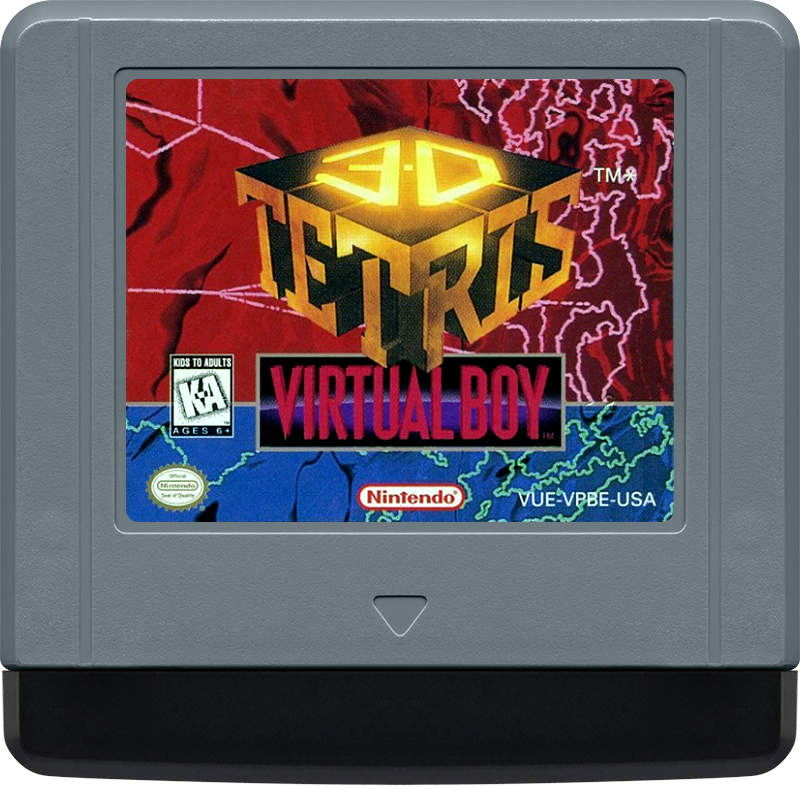 3-D
TM*
TETRIS
KIDS TO ADULTS
K-A
AGES 6+
VIRTUAL BOY
TM
Official
Nintendo
Seal of Quality
Nintendo
VUE-VPBE-USA